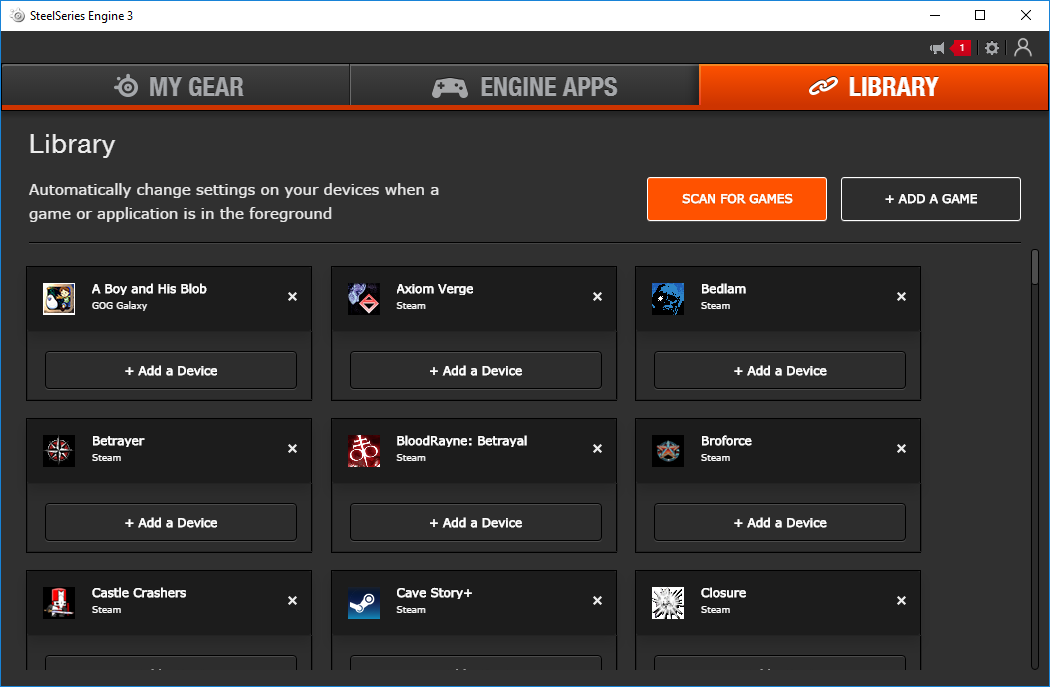 SteelSeries Engine 3
1
MY GEAR
ENGINE APPS
LIBRARY
Library
Automatically change settings on your devices when a
game or application is in the foreground
SCAN FOR GAMES
+ ADD A GAME
A Boy and His Blob
GOG Galaxy
Axiom Verge
Steam
Bedlam
Steam
+ Add a Device
+ Add a Device
+ Add a Device
Betrayer
Steam
BloodRayne: Betrayal
Steam
Broforce
Steam
+ Add a Device
+ Add a Device
+ Add a Device
Castle Crashers
Steam
Cave Story+
Steam
Closure
Steam